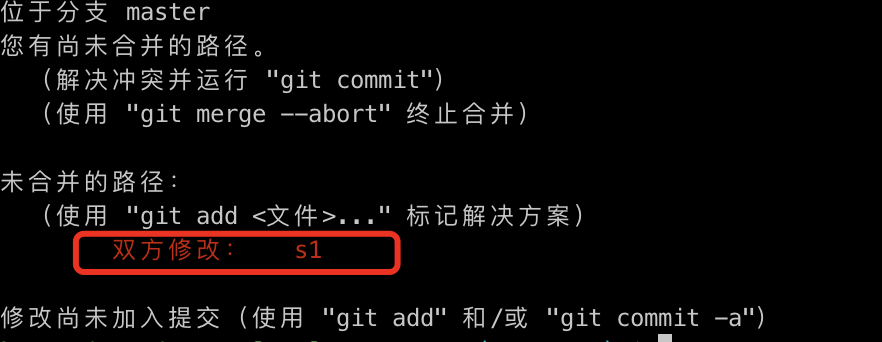 位于分支 master
您有尚未合并的路径。
（解决冲突并运行 "git commit"）
（使用 "git merge --abort" 终止合并）
未合并的路径：
（使用 "git add <文件>..." 标记解决方案）
双方修改： s1
修改尚未加入提交（使用 "git add" 和/或 "git commit -a"）